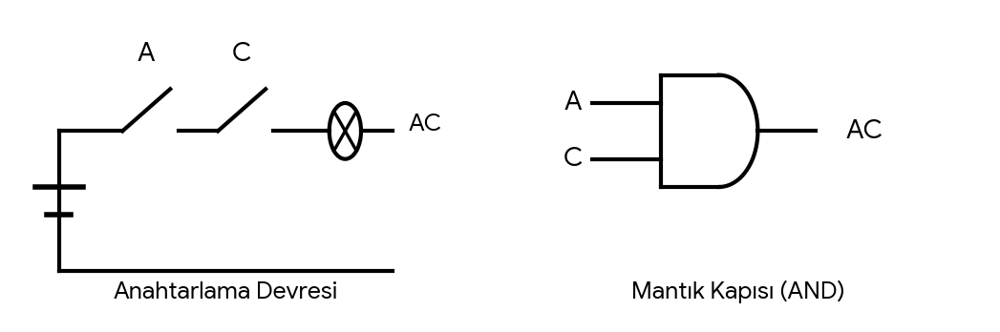 A C
AC
Anahtarlama Devresi
A
C
AC
Mantık Kapısı (AND)